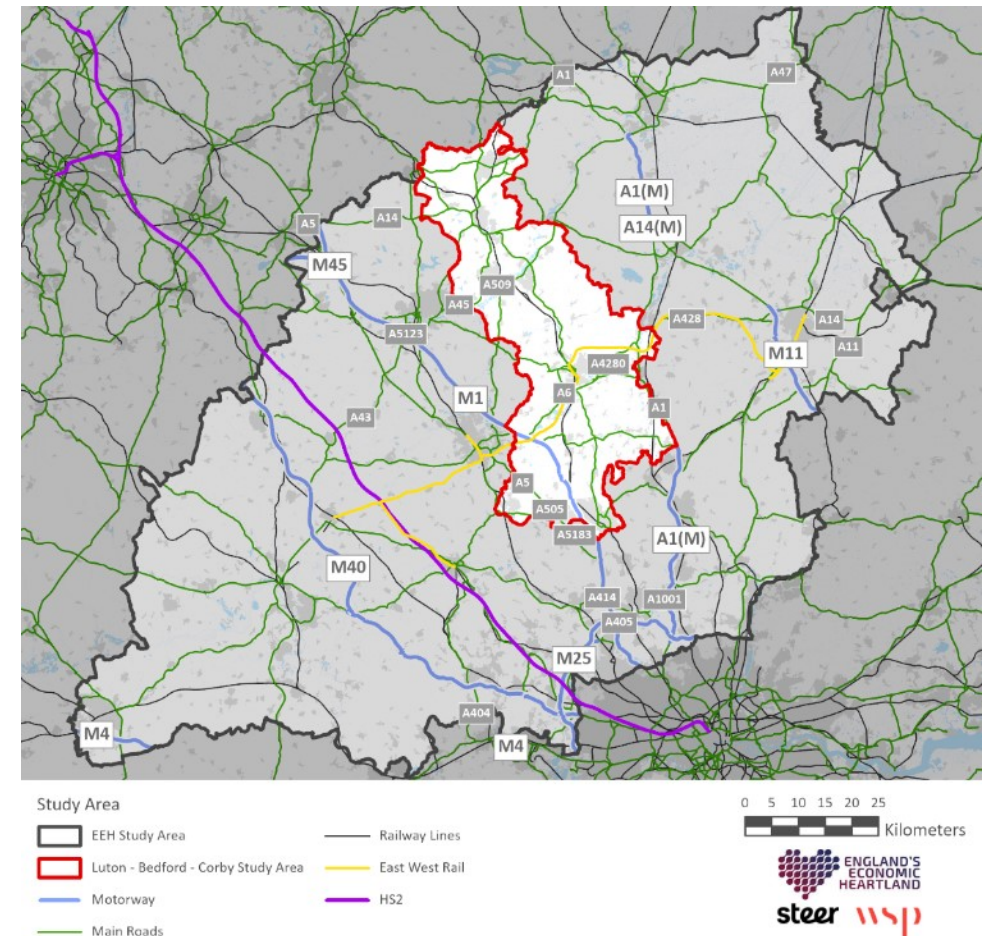 A1
A47
A1(M)
A14(M)
A5
A14
M45
A509
A45
A5123
A428
A14
A11
M11
A4280
A6
M1
A1
A43
A5
A505
A5183
A1(M)
M40
A414
A1001
A405
M25
A404
M4
M4
Study Area
EEH Study Area
Luton - Bedford - Corby Study Area
Motorway
Main Roads
Railway Lines
East West Rail
HS2
0 5 10 15 20 25
Kilometers
ENGLAND'S
ECONOMIC
HEARTLAND
steer wsp